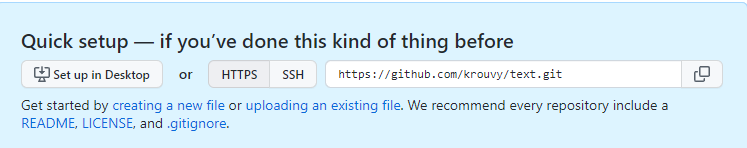 Quick setup — if you’ve done this kind of thing before
Set up in Desktop or HTTPS SSH https://github.com/krouvy/text.git
Get started by creating a new file or uploading an existing file. We recommend every repository include a
README, LICENSE, and .gitignore.